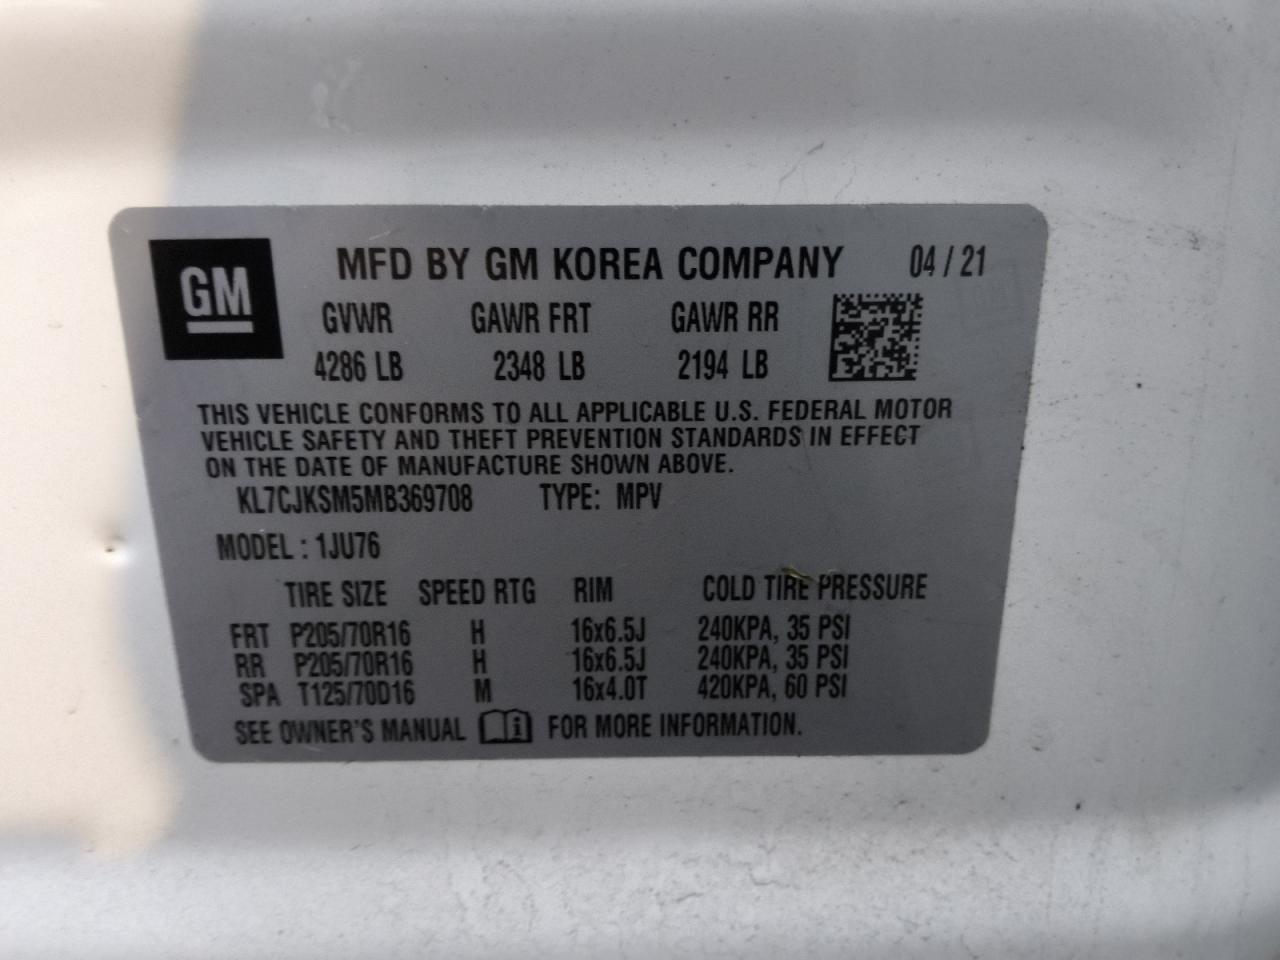 GM
MFD BY GM KOREA COMPANY 04 / 21
GVWR GAWR FRT GAWR RR
4286 LB 2348 LB 2194 LB
THIS VEHICLE CONFORMS TO ALL APPLICABLE U.S. FEDERAL MOTOR
VEHICLE SAFETY AND THEFT PREVENTION STANDARDS IN EFFECT
ON THE DATE OF MANUFACTURE SHOWN ABOVE.
KL7CJKSM5MB369708 TYPE: MPV
MODEL : 1JU76
TIRE SIZE SPEED RTG RIM COLD TIRE PRESSURE
FRT P205/70R16 H 16x6.5J 240KPA, 35 PSI
RR P205/70R16 H 16x6.5J 240KPA, 35 PSI
SPA T125/70D16 M 16x4.0T 420KPA, 60 PSI
SEE OWNER'S MANUAL i FOR MORE INFORMATION.